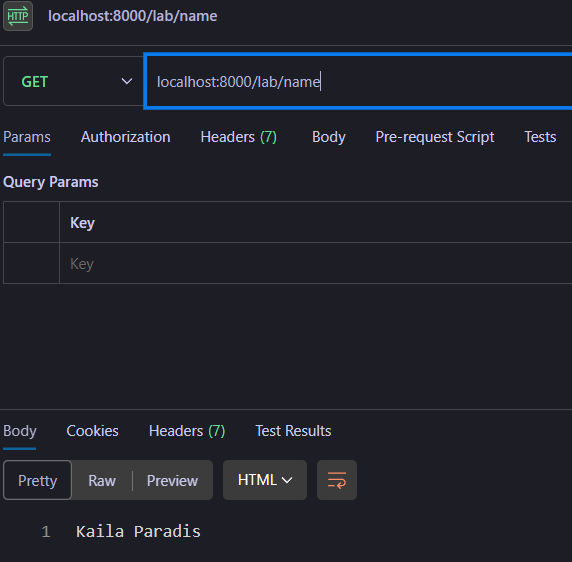 HTTP localhost:8000/lab/name
GET localhost:8000/lab/name
Params Authorization Headers (7) Body Pre-request Script Tests
Query Params
Key
Key
Body Cookies Headers (7) Test Results
Pretty Raw Preview HTML
1 Kaila Paradis